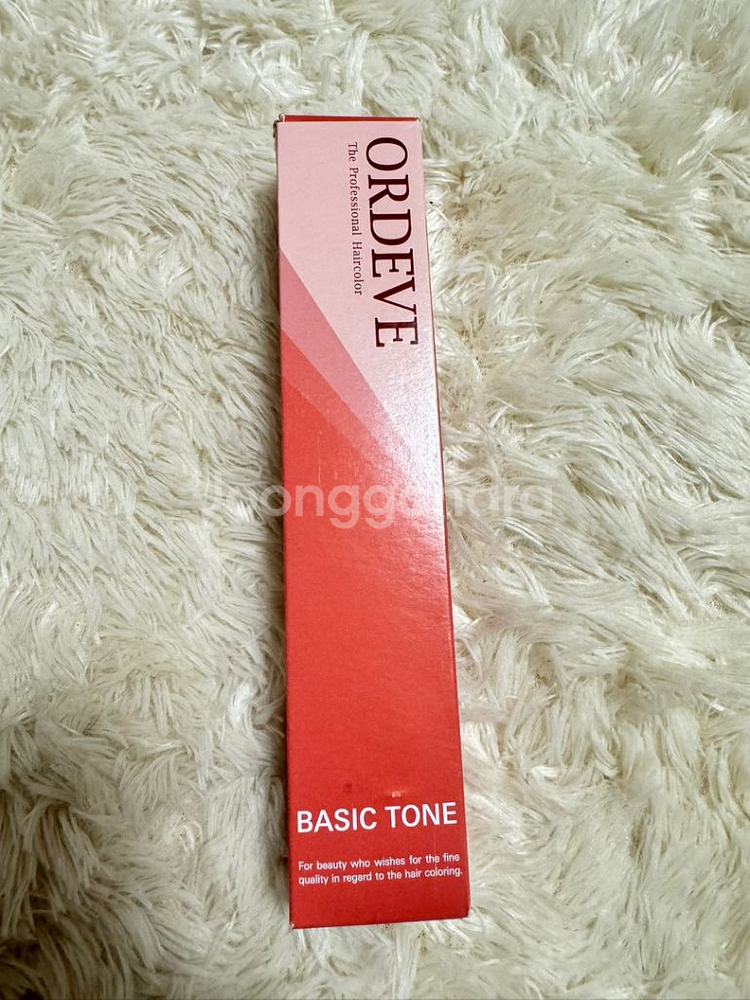 ORDEVE
The Professional Haircolor
Joonggonara
BASIC TONE
For beauty who wishes for the fine
quality in regard to the hair coloring.